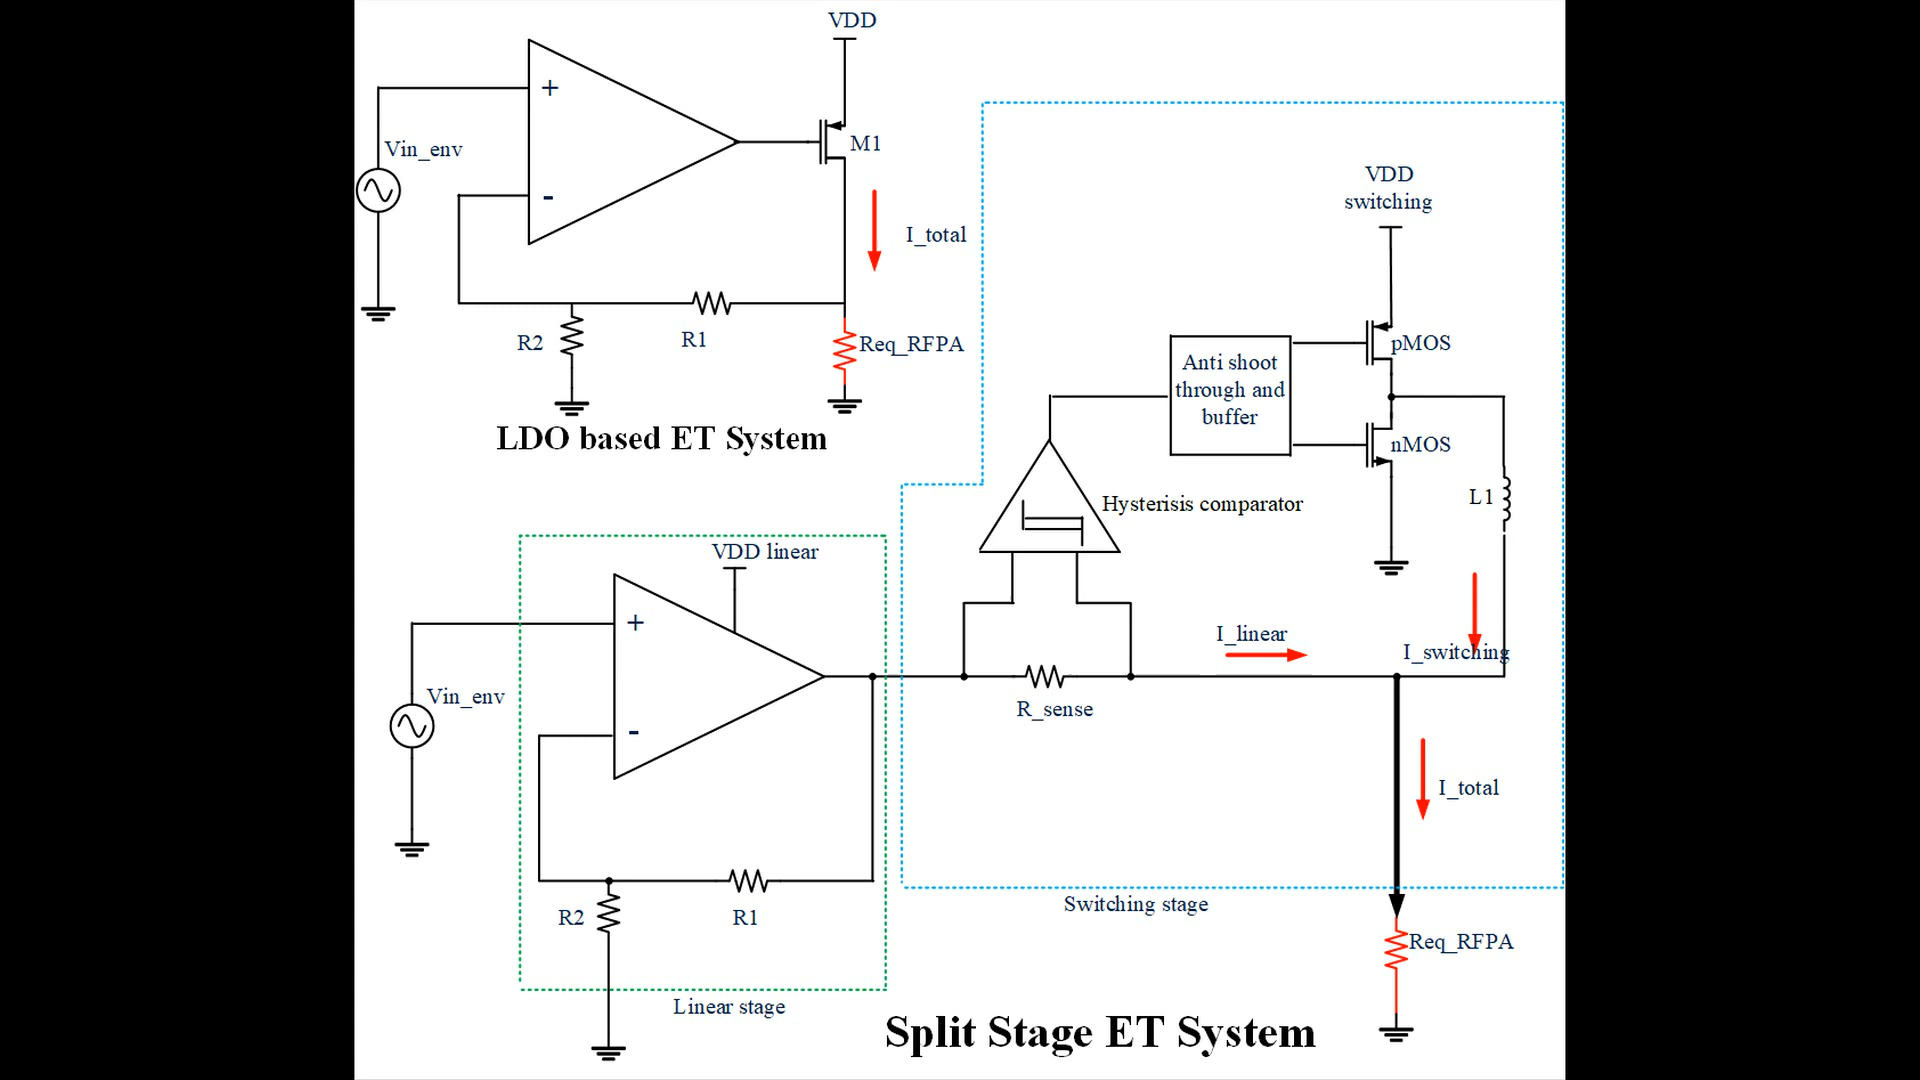 VDD
+
Vin_env
M1
-
I_total
R2
R1
Req_RFPA
LDO based ET System
VDD
switching
Anti shoot
through and
buffer
pMOS
nMOS
L1
Hysterisis comparator
VDD linear
+
Vin_env
-
I_linear
I_switching
R_sense
I_total
R2
R1
Switching stage
Req_RFPA
Linear stage
Split Stage ET System